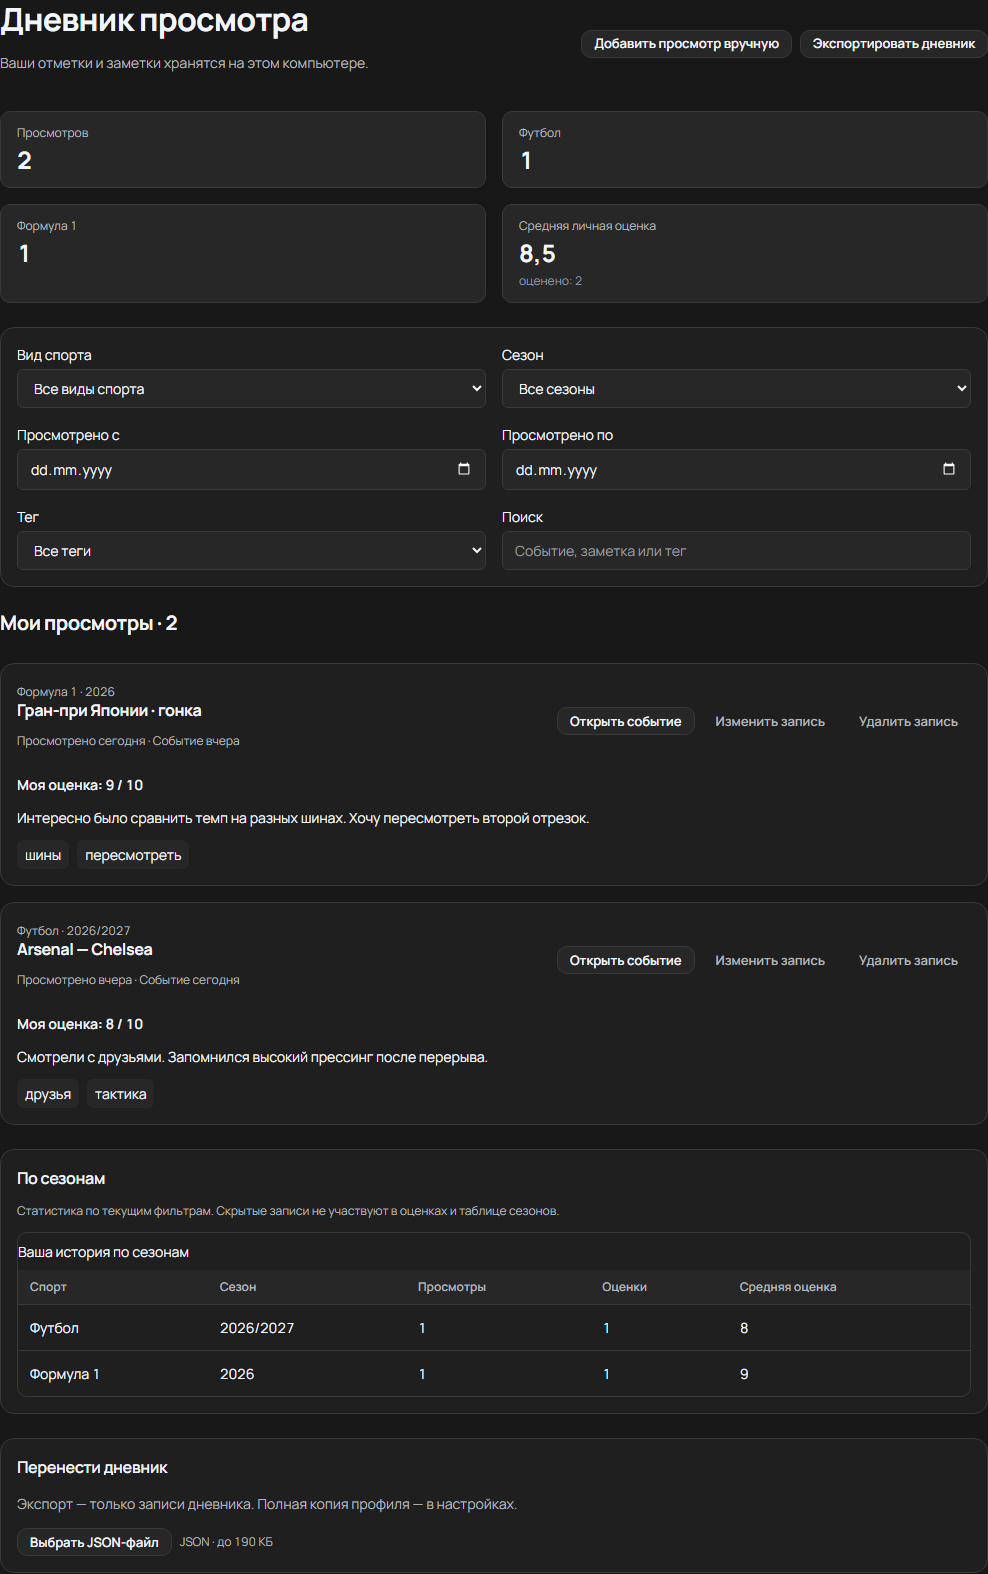 Дневник просмотра
Ваши отметки и заметки хранятся на этом компьютере.
Добавить просмотр вручную
Экспортировать дневник
Просмотров
2
Футбол
1
Формула 1
1
Средняя личная оценка
8,5
оценено: 2
Вид спорта
Все виды спорта
Сезон
Все сезоны
Просмотрено с
dd.mm.yyyy
Просмотрено по
dd.mm.yyyy
Тег
Все теги
Поиск
Событие, заметка или тег
Мои просмотры · 2
Формула 1 · 2026
Гран-при Японии · гонка
Просмотрено сегодня · Событие вчера
Открыть событие
Изменить запись
Удалить запись
Моя оценка: 9 / 10
Интересно было сравнить темп на разных шинах. Хочу пересмотреть второй отрезок.
шины
пересмотреть
Футбол · 2026/2027
Arsenal — Chelsea
Просмотрено вчера · Событие сегодня
Открыть событие
Изменить запись
Удалить запись
Моя оценка: 8 / 10
Смотрели с друзьями. Запомнился высокий прессинг после перерыва.
друзья
тактика
По сезонам
Статистика по текущим фильтрам. Скрытые записи не участвуют в оценках и таблице сезонов.
Ваша история по сезонам
Спорт Сезон Просмотры Оценки Средняя оценка
Футбол 2026/2027 1 1 8
Формула 1 2026 1 1 9
Перенести дневник
Экспорт — только записи дневника. Полная копия профиля — в настройках.
Выбрать JSON-файл
JSON · до 190 КБ